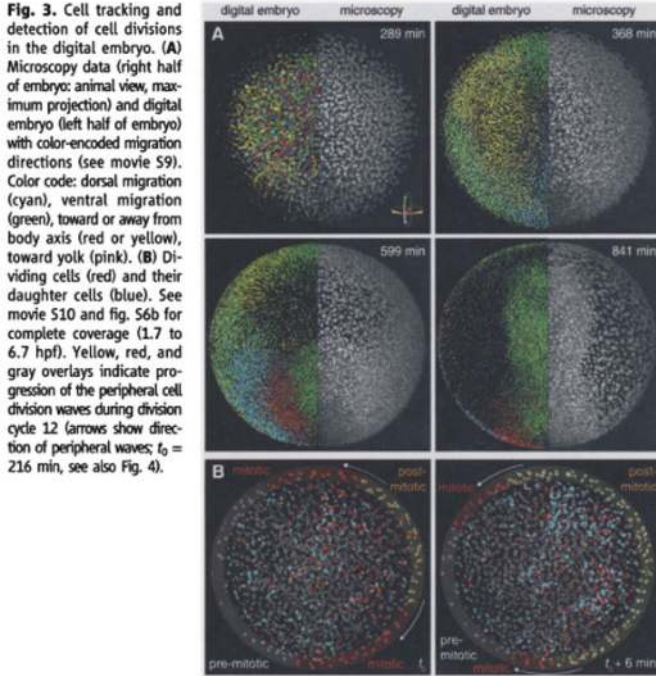 Fig. 3. Cell tracking and
detection of cell divisions
in the digital embryo. (A)
Microscopy data (right half
of embryo: animal view, max-
imum projection) and digital
embryo (left half of embryo)
with color-encoded migration
directions (see movie S9).
Color code: dorsal migration
(cyan), ventral migration
(green), toward or away from
body axis (red or yellow),
toward yolk (pink). (B) Di-
viding cells (red) and their
daughter cells (blue). See
movie S10 and fig. S6b for
complete coverage (1.7 to
6.7 hpf). Yellow, red, and
gray overlays indicate pro-
gression of the peripheral cell
division waves during division
cycle 12 (arrows show direc-
tion of peripheral waves; t₀ =
216 min, see also Fig. 4).
digital embryo microscopy digital embryo microscopy
A 289 min 368 min
599 min 841 min
B mitotic post-
mitotic
pre-mitotic mitotic t₀
mitotic post-
mitotic
pre-
mitotic
mitotic t₀ + 6 min